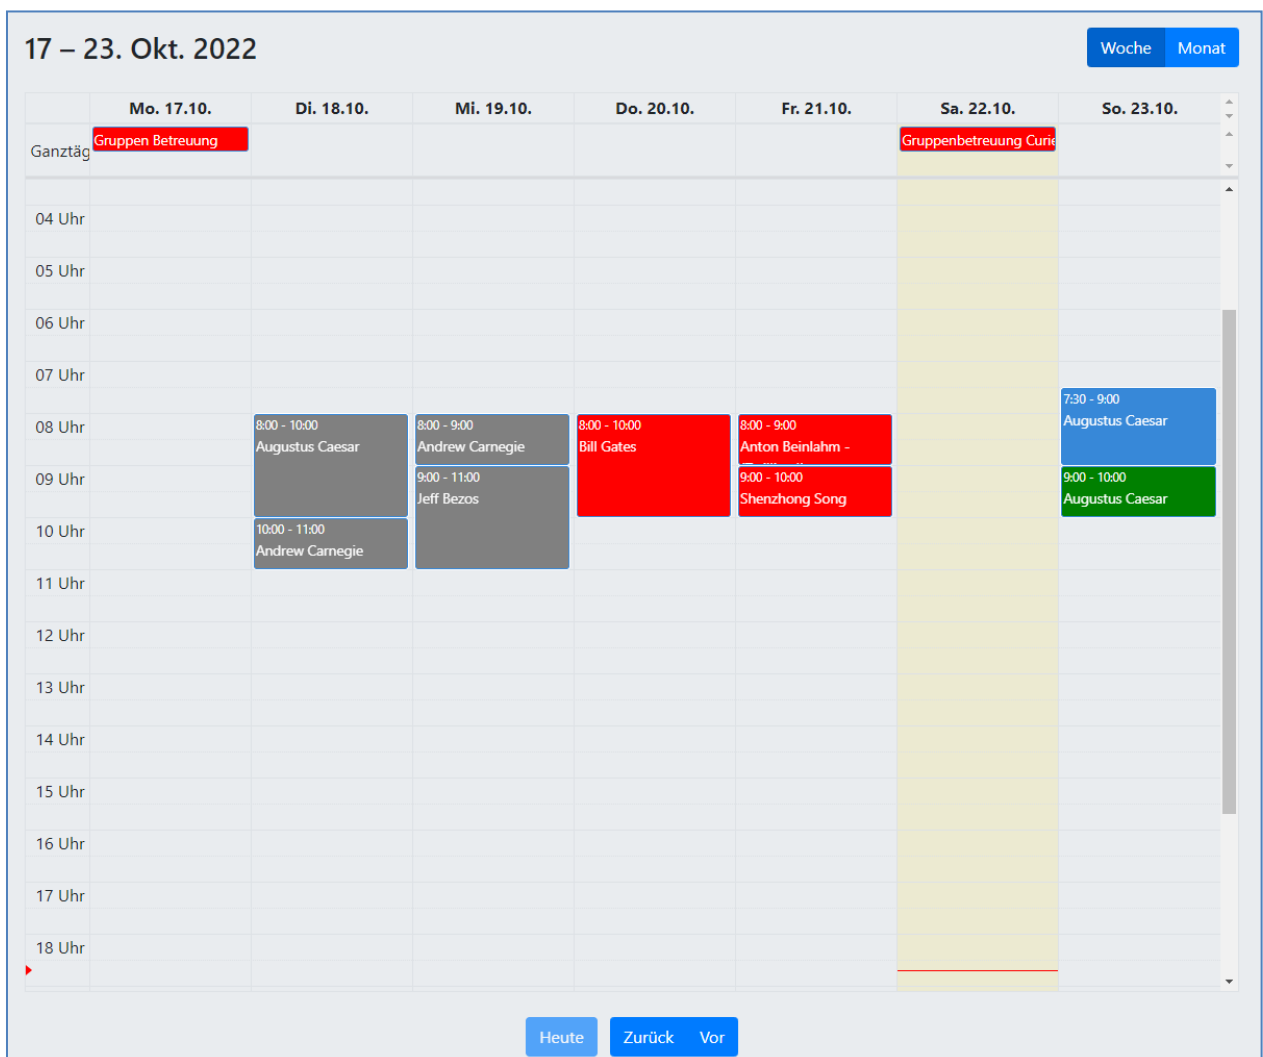 17 – 23. Okt. 2022
Woche Monat
Mo. 17.10. Di. 18.10. Mi. 19.10. Do. 20.10. Fr. 21.10. Sa. 22.10. So. 23.10.
Ganztäg
Gruppen Betreuung
Gruppenbetreuung Curie
04 Uhr
05 Uhr
06 Uhr
07 Uhr
08 Uhr
09 Uhr
10 Uhr
11 Uhr
12 Uhr
13 Uhr
14 Uhr
15 Uhr
16 Uhr
17 Uhr
18 Uhr
8:00 - 10:00
Augustus Caesar
10:00 - 11:00
Andrew Carnegie
8:00 - 9:00
Andrew Carnegie
9:00 - 11:00
Jeff Bezos
8:00 - 10:00
Bill Gates
8:00 - 9:00
Anton Beinlahm -
9:00 - 10:00
Shenzhong Song
7:30 - 9:00
Augustus Caesar
9:00 - 10:00
Augustus Caesar
Heute Zurück Vor